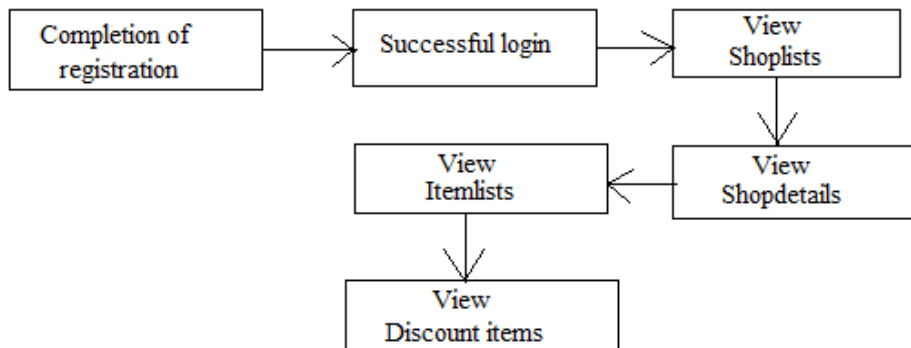 Completion of
registration
Successful login
View
Shoplists
View
Shopdetails
View
Itemlists
View
Discount items